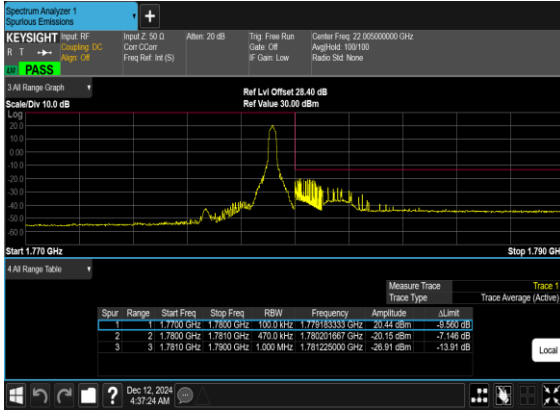 Spectrum Analyzer 1
Spurious Emissions
+
KEYSIGHT Input: RF Input Z: 50 Ω Atten: 20 dB Trig: Free Run Center Freq: 22.005000000 GHz
R T Coupling: DC Corr CCorr Gate: Off Avg|Hold: 100/100
Align: Off Freq Ref: Int (S) IF Gain: Low Radio Std: None
PASS
3 All Range Graph
Ref Lvl Offset 28.40 dB
Scale/Div 10.0 dB Ref Value 30.00 dBm
Log
20.0
10.0
0.00
-10.0
-20.0
-30.0
-40.0
-50.0
-60.0
Start 1.770 GHz Stop 1.790 GH
4 All Range Table
Measure Trace Trace 1
Trace Type Trace Average (Active)
Spur Range Start Freq Stop Freq RBW Frequency Amplitude ΔLimit
1 1 1.7700 GHz 1.7800 GHz 100.0 kHz 1.779183333 GHz 20.44 dBm -9.560 dB
2 2 1.7800 GHz 1.7810 GHz 470.0 kHz 1.780201667 GHz -20.15 dBm -7.146 dB
3 3 1.7810 GHz 1.7900 GHz 1.000 MHz 1.781225000 GHz -26.91 dBm -13.91 dB
Local
?
Dec 12, 2024
4:37:24 AM